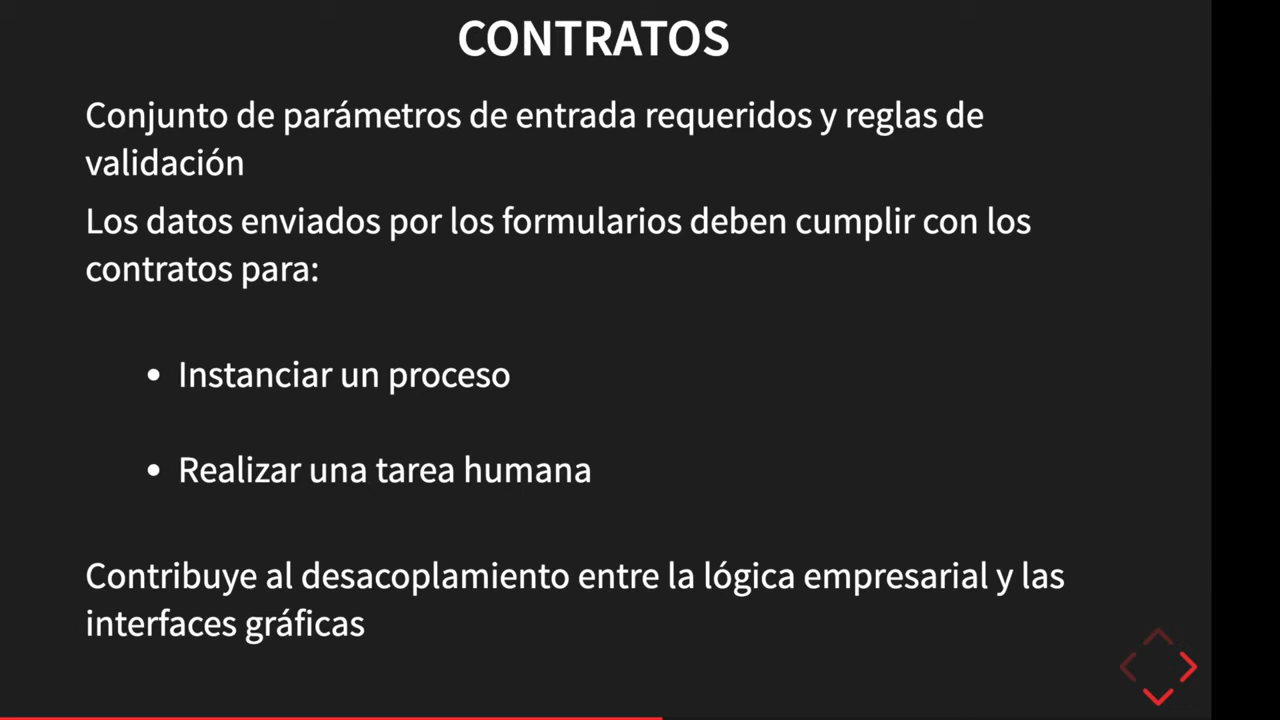 CONTRATOS
Conjunto de parámetros de entrada requeridos y reglas de
validación
Los datos enviados por los formularios deben cumplir con los
contratos para:
• Instanciar un proceso
• Realizar una tarea humana
Contribuye al desacoplamiento entre la lógica empresarial y las
interfaces gráficas